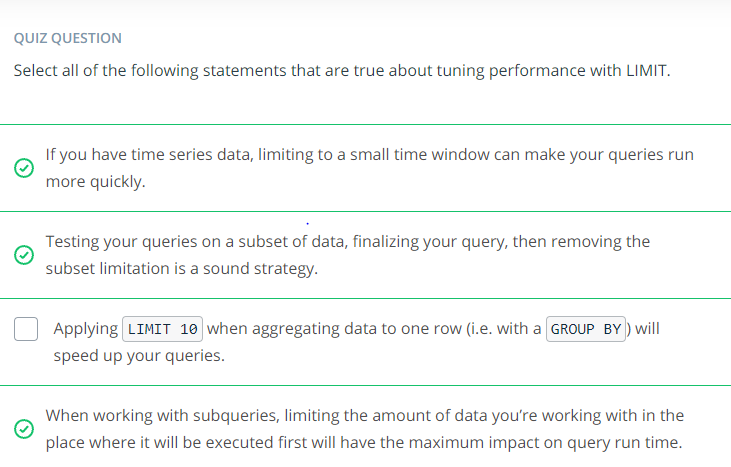 QUIZ QUESTION
Select all of the following statements that are true about tuning performance with LIMIT.
If you have time series data, limiting to a small time window can make your queries run
more quickly.
Testing your queries on a subset of data, finalizing your query, then removing the
subset limitation is a sound strategy.
Applying LIMIT 10 when aggregating data to one row (i.e. with a GROUP BY) will
speed up your queries.
When working with subqueries, limiting the amount of data you’re working with in the
place where it will be executed first will have the maximum impact on query run time.